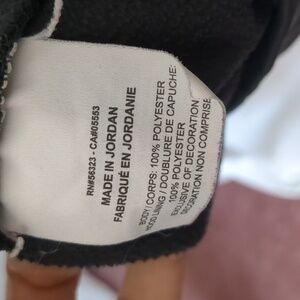 RN#56323 - CA#05553
MADE IN JORDAN
FABRIQUÉ EN JORDANIE
BODY / CORPS: 100% POLYESTER
HOOD LINING / DOUBLURE DE CAPUCHE:
100% POLYESTER
EXCLUSIVE OF DECORATION
DECORATION NON COMPRISE